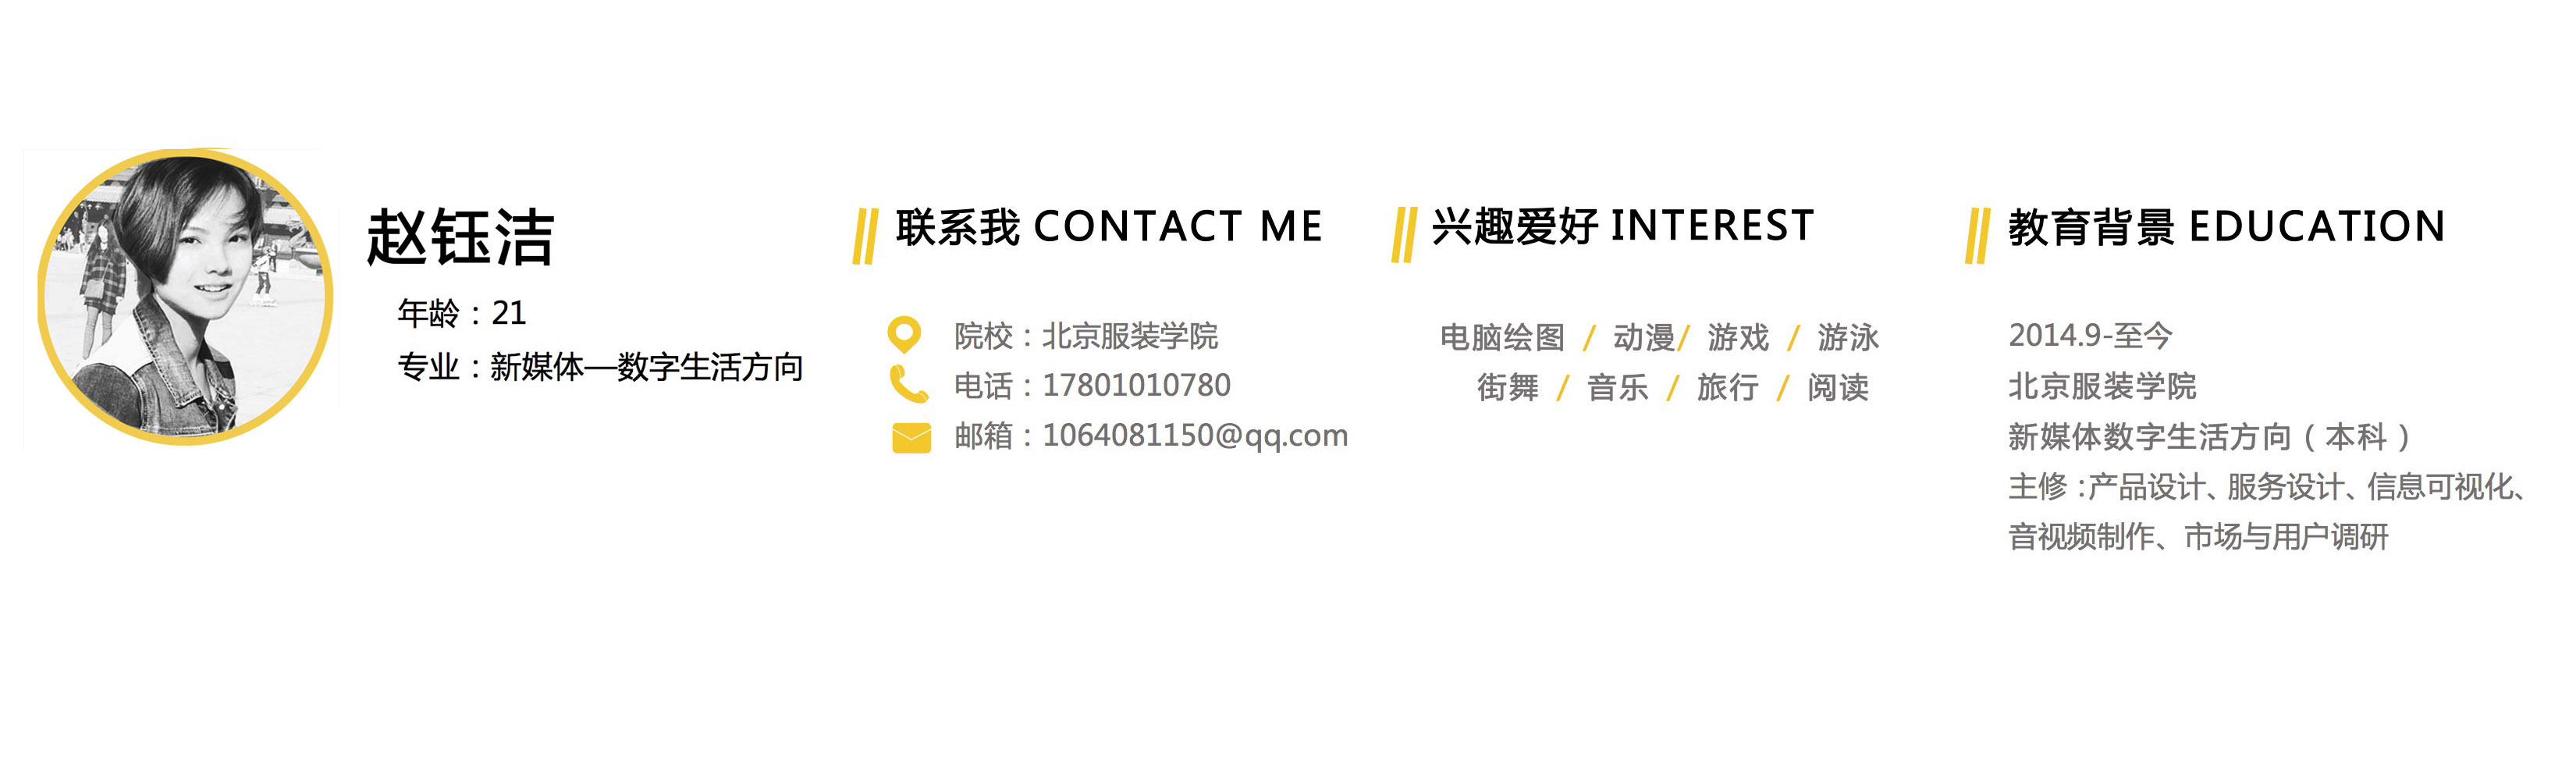 赵钰洁
年龄：21
专业：新媒体—数字生活方向
联系我 CONTACT ME
院校：北京服装学院
电话：17801010780
邮箱：1064081150@qq.com
兴趣爱好 INTEREST
电脑绘图 / 动漫/ 游戏 / 游泳
街舞 / 音乐 / 旅行 / 阅读
教育背景 EDUCATION
2014.9-至今
北京服装学院
新媒体数字生活方向（本科）
主修：产品设计、服务设计、信息可视化、
音视频制作、市场与用户调研